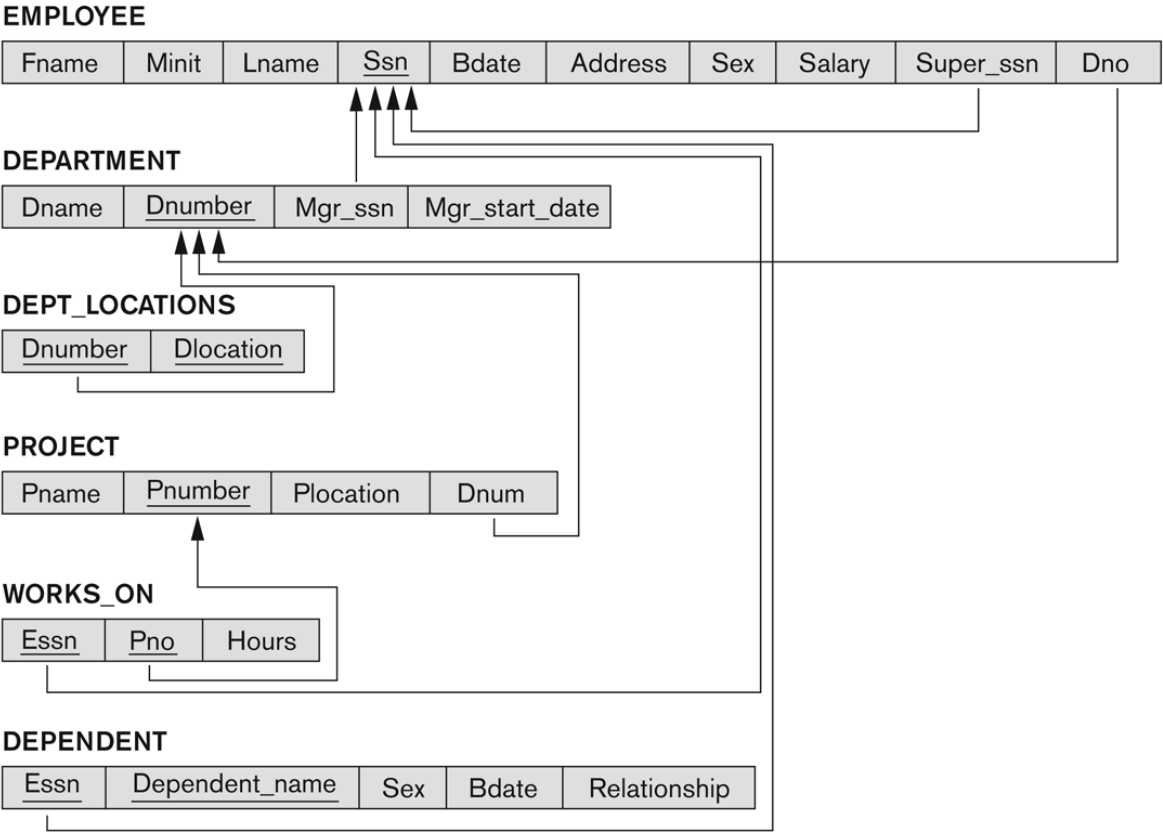 EMPLOYEE
Fname Minit Lname Ssn Bdate Address Sex Salary Super_ssn Dno
DEPARTMENT
Dname Dnumber Mgr_ssn Mgr_start_date
DEPT_LOCATIONS
Dnumber Dlocation
PROJECT
Pname Pnumber Plocation Dnum
WORKS_ON
Essn Pno Hours
DEPENDENT
Essn Dependent_name Sex Bdate Relationship